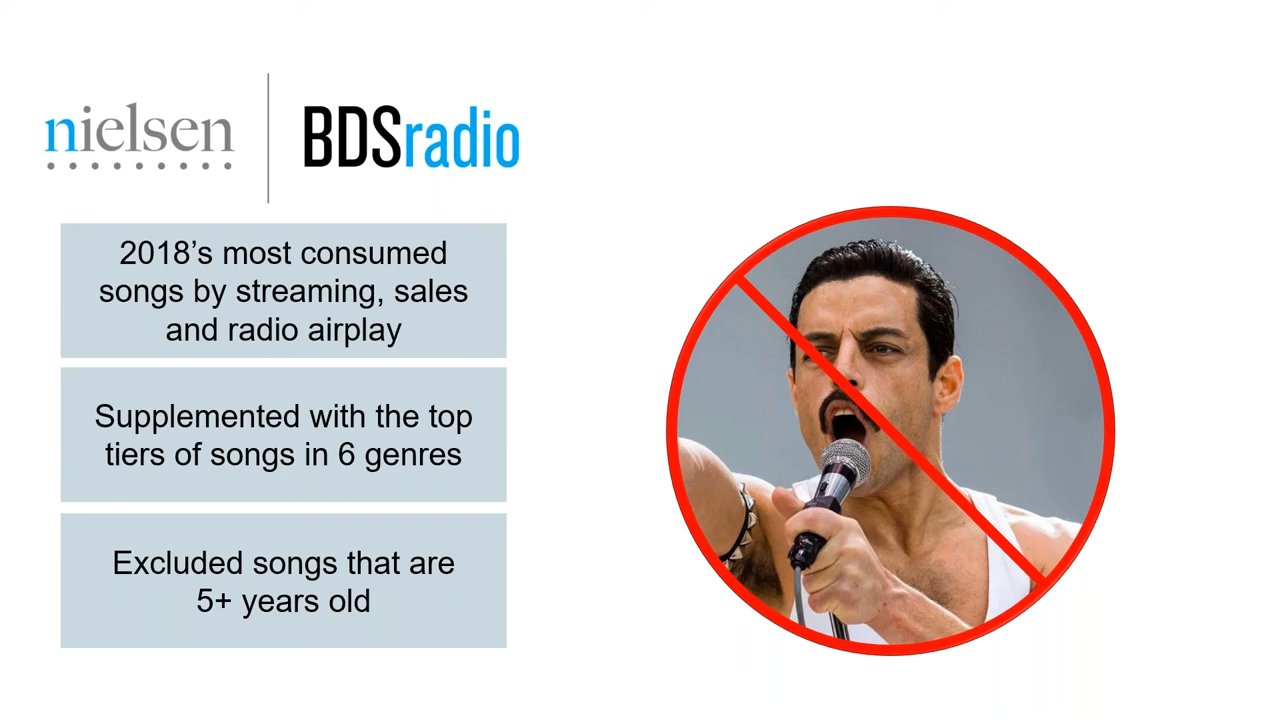 nielsen
BDSradio
2018’s most consumed
songs by streaming, sales
and radio airplay
Supplemented with the top
tiers of songs in 6 genres
Excluded songs that are
5+ years old